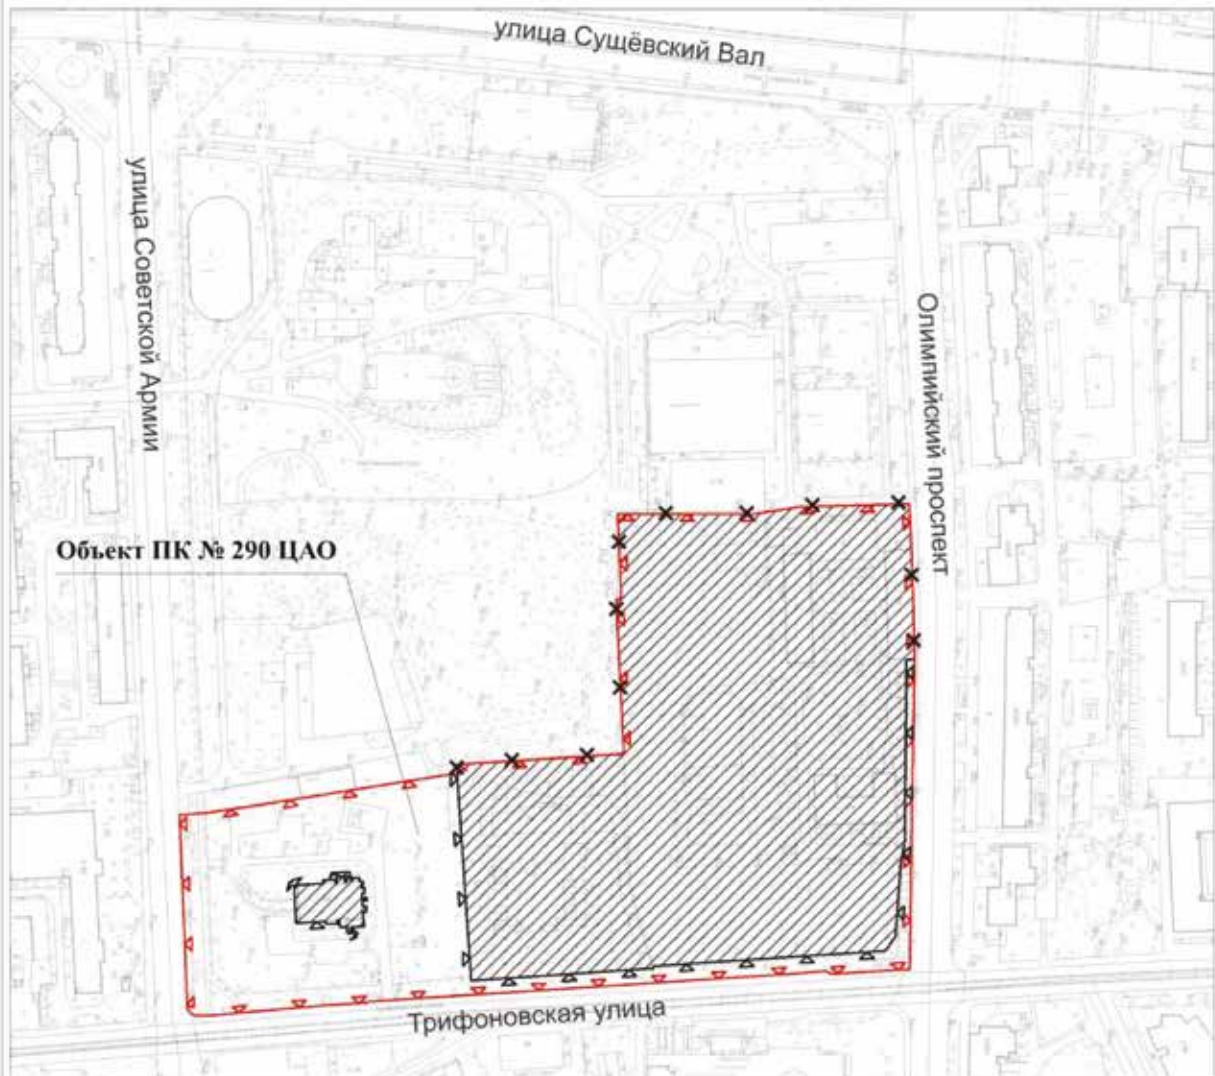 улица Сущёвский Вал
улица Советской Армии
Олимпийский проспект
Объект ПК № 290 ЦАО
Трифоновская улица